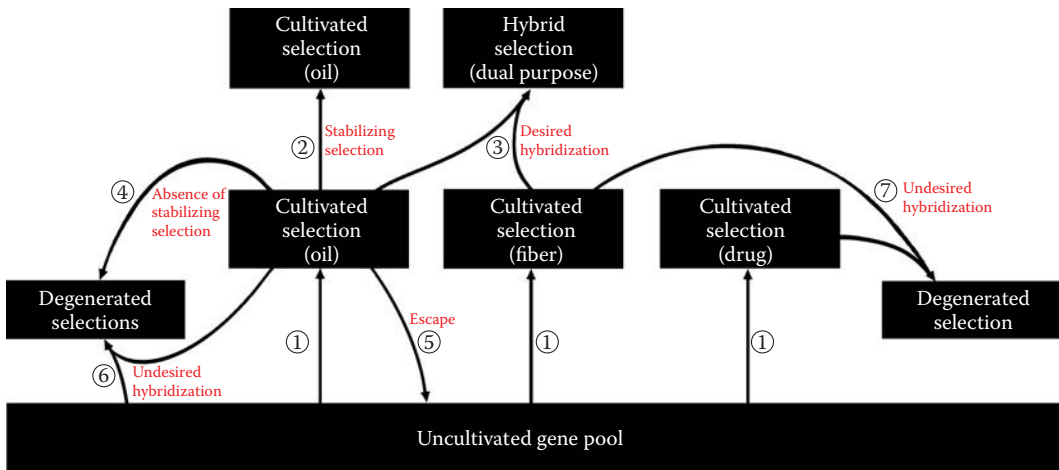 Cultivated
selection
(oil)
Hybrid
selection
(dual purpose)
②
Stabilizing
selection
③
Desired
hybridization
④
Absence of
stabilizing
selection
Cultivated
selection
(oil)
Cultivated
selection
(fiber)
Cultivated
selection
(drug)
⑦
Undesired
hybridization
Degenerated
selections
Degenerated
selection
①
Escape
⑤
①
①
⑥
Undesired
hybridization
Uncultivated gene pool